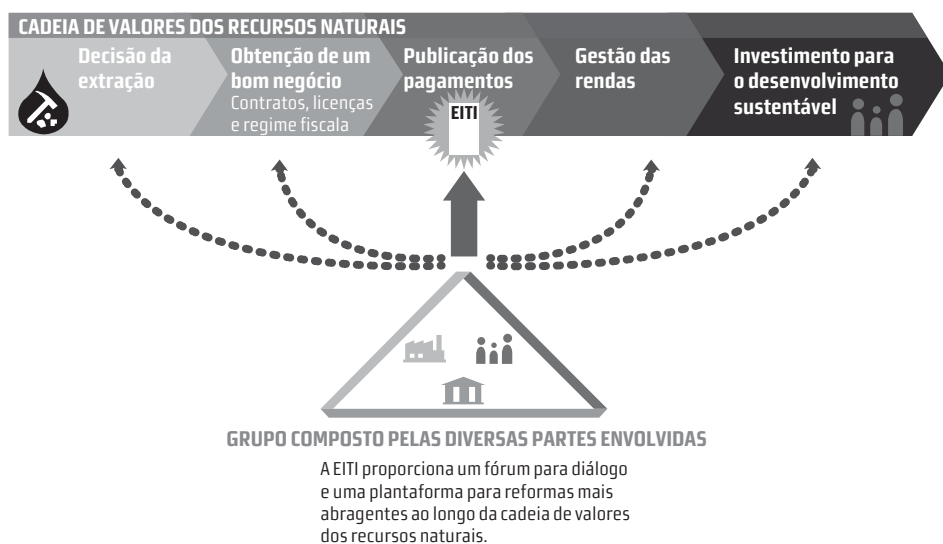 CADEIA DE VALORES DOS RECURSOS NATURAIS
Decisão da
extração
Obtenção de um
bom negócio
Contratos, licenças
e regime fiscala
Publicação dos
pagamentos
EITI
Gestão das
rendas
Investimento para
o desenvolvimento
sustentável
GRUPO COMPOSTO PELAS DIVERSAS PARTES ENVOLVIDAS
A EITI proporciona um fórum para diálogo
e uma plantaforma para reformas mais
abragentes ao longo da cadeia de valores
dos recursos naturais.